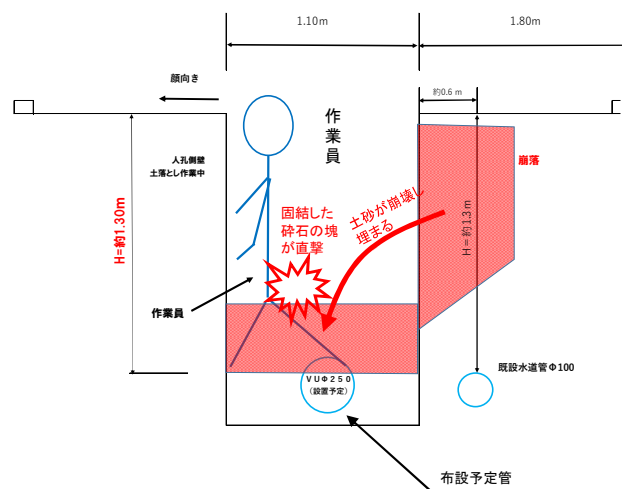 1.10m
1.80m
顔向き
約0.6 m
作業員
人孔側壁
土落とし作業中
崩落
固結した
砕石の塊
が直撃
土砂が崩壊し
埋まる
H=約1.30m
H=約1.3m
作業員
既設水道管Φ100
VUΦ250
(設置予定)
布設予定管